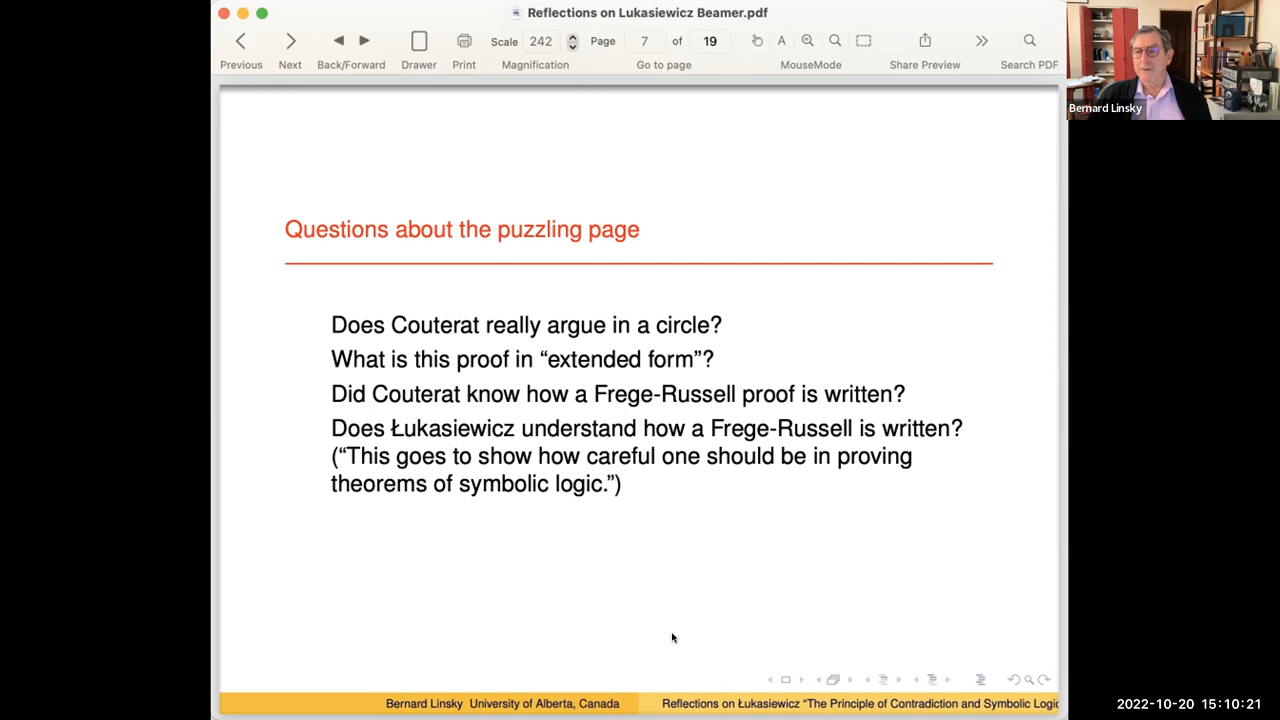 Reflections on Lukasiewicz Beamer.pdf
Scale 242 Page 7 of 19 A
Previous Next Back/Forward Drawer Print Magnification Go to page MouseMode Share Preview Search PDF
Bernard Linsky
Questions about the puzzling page
Does Couterat really argue in a circle?
What is this proof in “extended form”?
Did Couterat know how a Frege-Russell proof is written?
Does Łukasiewicz understand how a Frege-Russell is written?
(“This goes to show how careful one should be in proving
theorems of symbolic logic.”)
Bernard Linsky University of Alberta, Canada Reflections on Łukasiewicz “The Principle of Contradiction and Symbolic Logic
2022-10-20 15:10:21